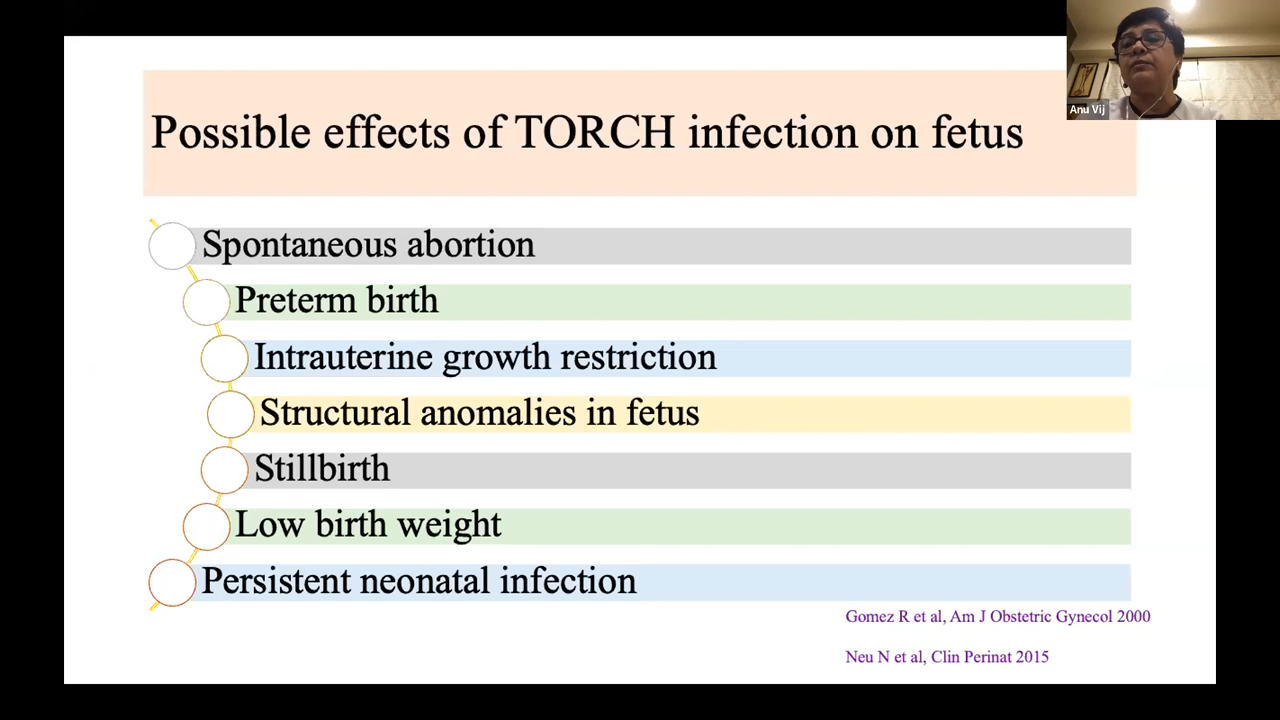 Possible effects of TORCH infection on fetus
Anu Vij
Spontaneous abortion
Preterm birth
Intrauterine growth restriction
Structural anomalies in fetus
Stillbirth
Low birth weight
Persistent neonatal infection
Gomez R et al, Am J Obstetric Gynecol 2000
Neu N et al, Clin Perinat 2015